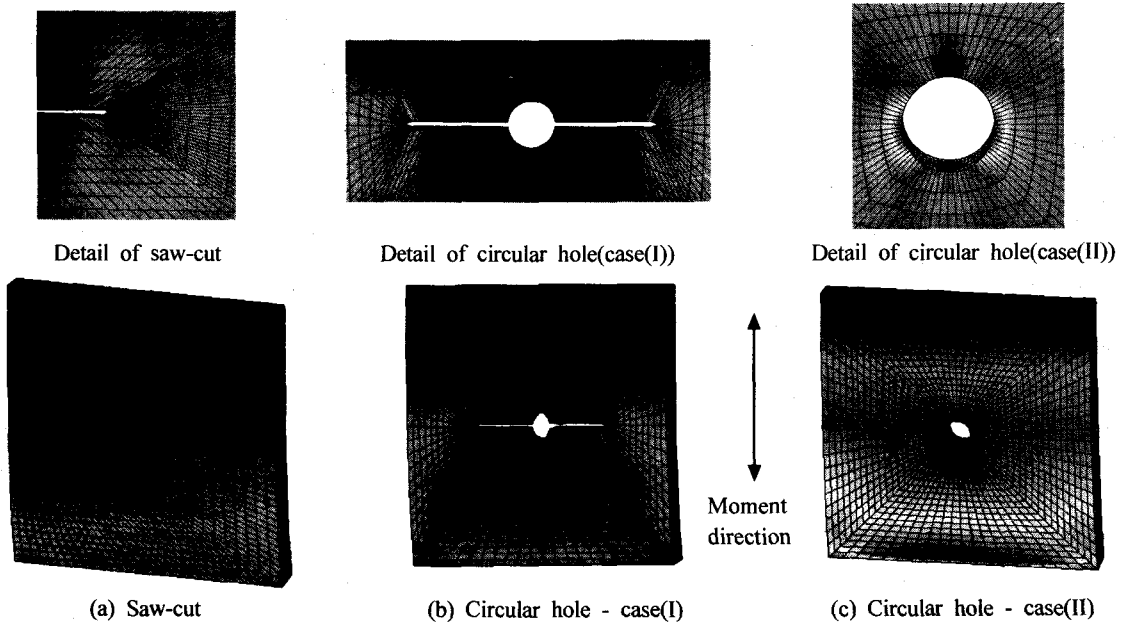 Detail of saw-cut
Detail of circular hole(case(I))
Detail of circular hole(case(II))
Moment
direction
(a) Saw-cut
(b) Circular hole - case(I)
(c) Circular hole - case(II)